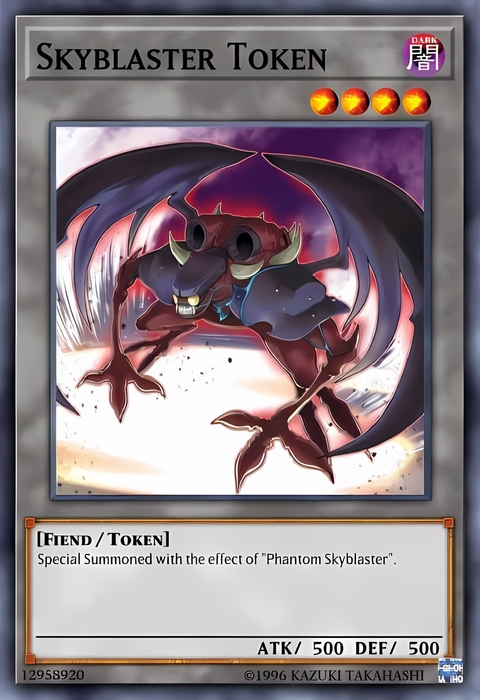 Skyblaster Token
DARK
闇
[Fiend / Token]
Special Summoned with the effect of "Phantom Skyblaster".
ATK/ 500 DEF/ 500
12958920
©1996 KAZUKI TAKAHASHI